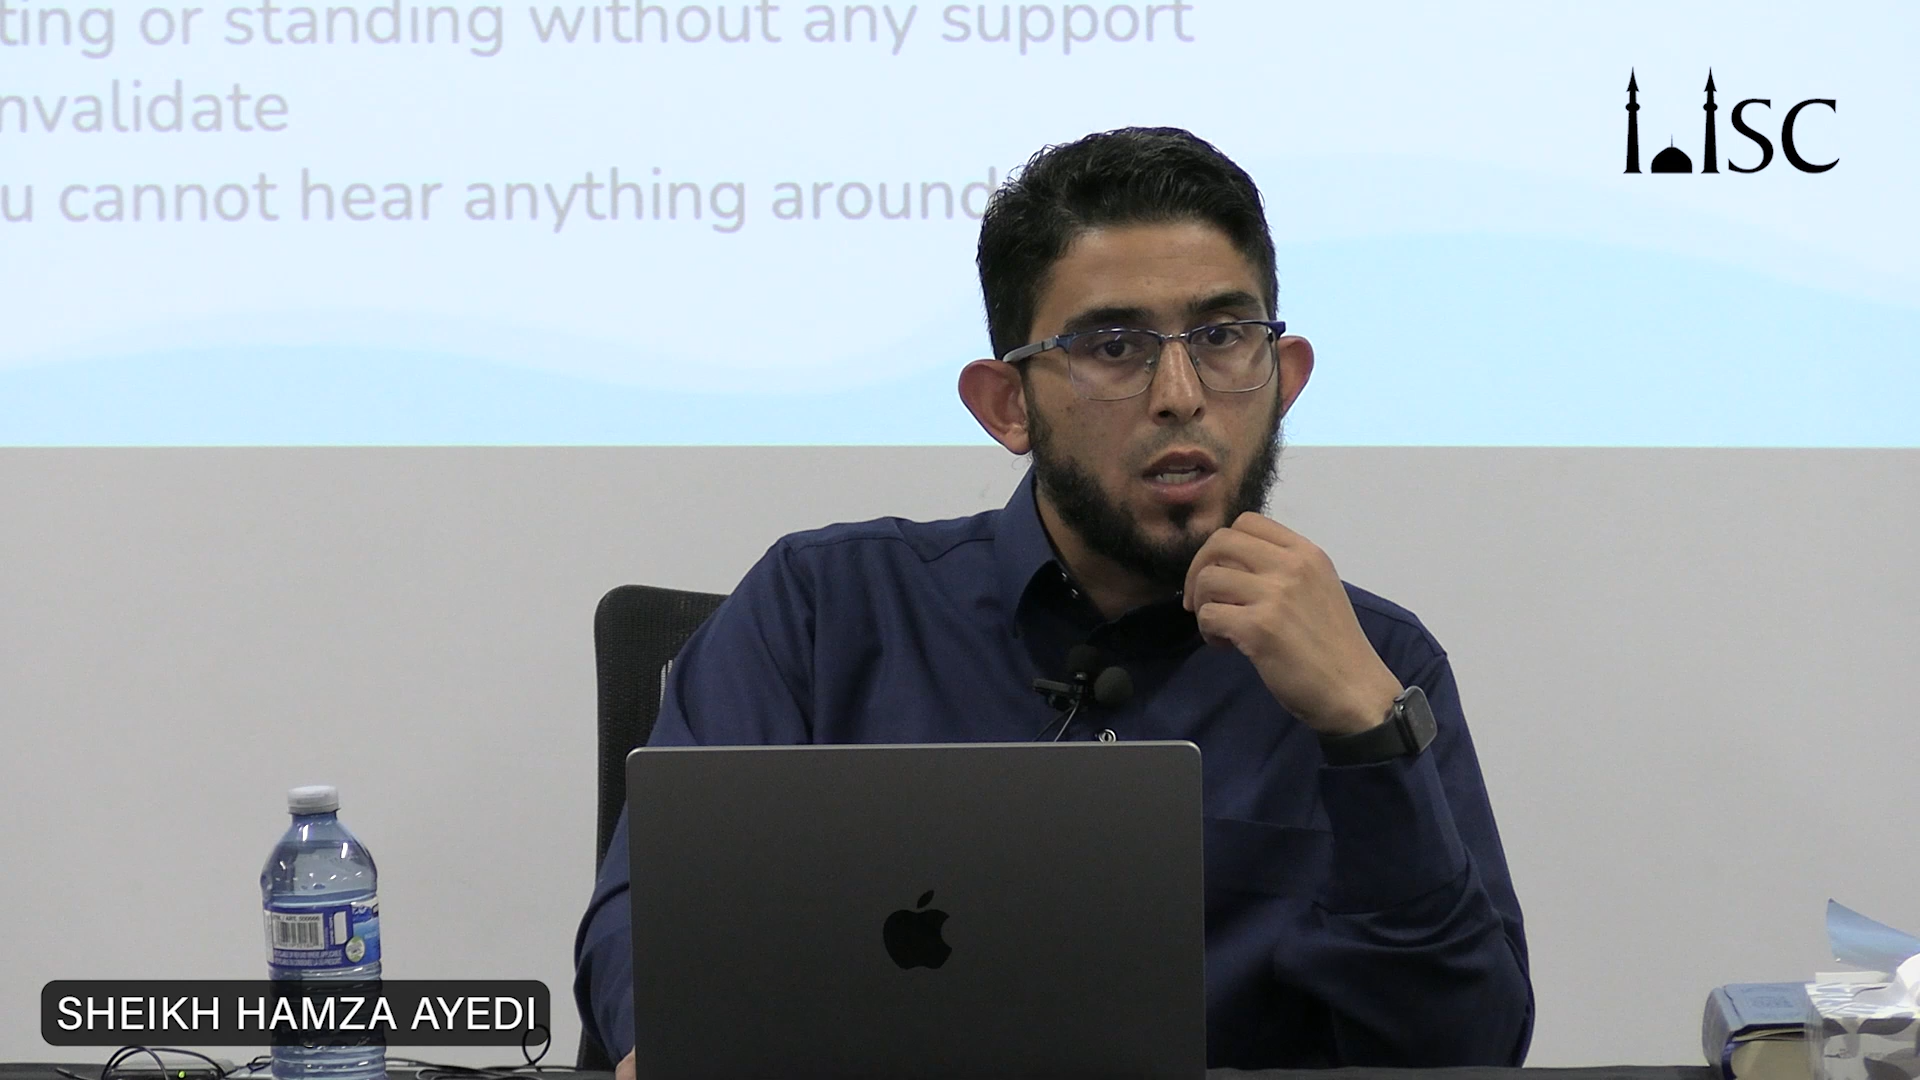 ting or standing without any support
nvalidate
u cannot hear anything around
ISC
SHEIKH HAMZA AYEDI